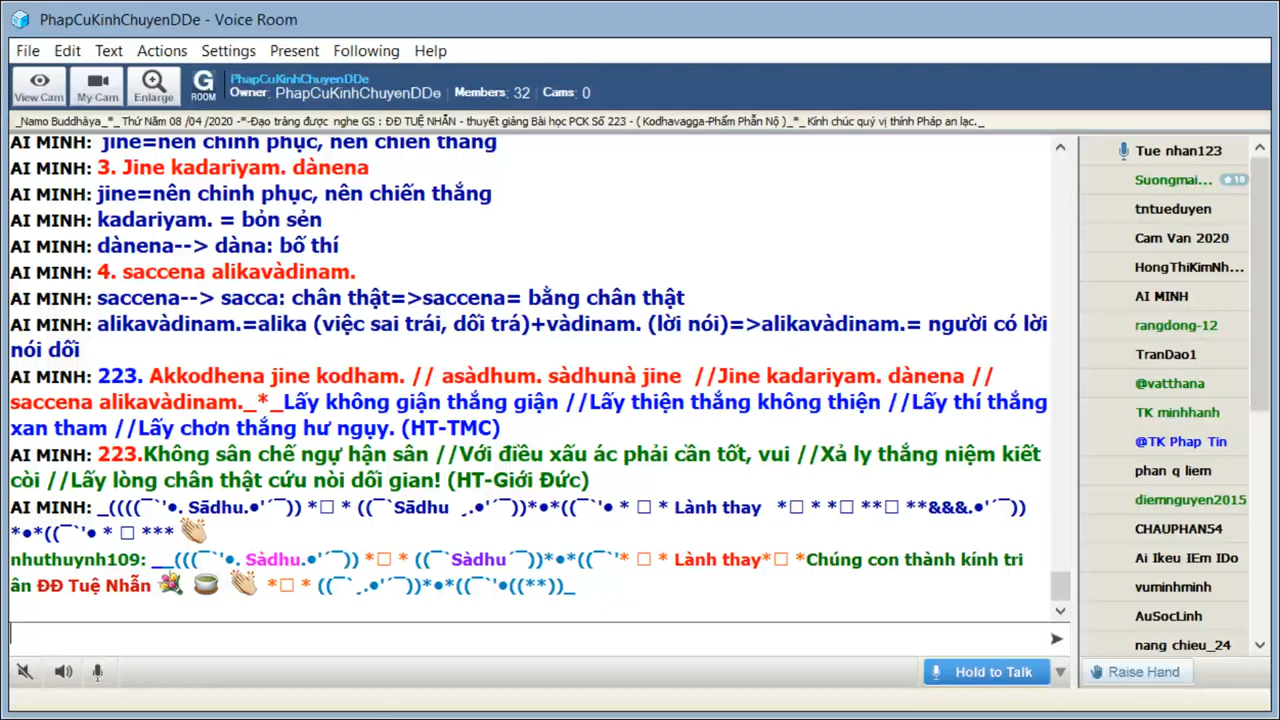 PhapCuKinhChuyenDDe - Voice Room
File Edit Text Actions Settings Present Following Help
View Cam My Cam Enlarge G ROOM
PhapCuKinhChuyenDDe
Owner: PhapCuKinhChuyenDDe Members: 32 Cams: 0
_Namo Buddhàya_*_ Thứ Năm 08 /04 /2020 -*-Đạo tràng được nghe GS : ĐĐ TUỆ NHẪN - thuyết giảng Bài học PCK Số 223 - ( Kodhavagga-Phẩm Phẫn Nộ )_*_ Kính chúc quý vị thính Pháp an lạc._
AI MINH: jine=nên chinh phục, nên chiến thắng
AI MINH: 3. Jine kadariyam. dànena
AI MINH: jine=nên chinh phục, nên chiến thắng
AI MINH: kadariyam. = bỏn sẻn
AI MINH: dànena--> dàna: bố thí
AI MINH: 4. saccena alikavàdinam.
AI MINH: saccena--> sacca: chân thật=>saccena= bằng chân thật
AI MINH: alikavàdinam.=alika (việc sai trái, dối trá)+vàdinam. (lời nói)=>alikavàdinam.= người có lời
nói dối
AI MINH: 223. Akkodhena jine kodham. // asàdhum. sàdhunà jine //Jine kadariyam. dànena //
saccena alikavàdinam._*_Lấy không giận thắng giận //Lấy thiện thắng không thiện //Lấy thí thắng
xan tham //Lấy chơn thắng hư ngụy. (HT-TMC)
AI MINH: 223.Không sân chế ngự hận sân //Với điều xấu ác phải cần tốt, vui //Xả ly thắng niệm kiết
còi //Lấy lòng chân thật cứu nòi dối gian! (HT-Giới Đức)
AI MINH: _((((¯`'•. Sādhu.•'´¯)) *□ * ((¯`Sādhu ¸.•'´¯))*•*((¯`'• * □ * Lành thay *□ * *□ **□ **&&&.•'´¯))
*•*((¯`'• * □ ***
nhuthuynh109: __(((¯`'•. Sàdhu.•'´¯)) *□ * ((¯`Sàdhu´¯))*•*((¯`'* □ * Lành thay*□ *Chúng con thành kính tri
ân ĐĐ Tuệ Nhẫn *□ * ((¯`¸.•'´¯))*•*((¯`'•((**))_
Hold to Talk
Tue nhan123
Suongmai... 10
tntueduyen
Cam Van 2020
HongThiKimNh...
AI MINH
rangdong-12
TranDao1
@vatthana
TK minhhanh
@TK Phap Tin
phan q liem
diemnguyen2015
CHAUPHAN54
Ai Ikeu IEm IDo
vuminhminh
AuSocLinh
nang chieu_24
Raise Hand